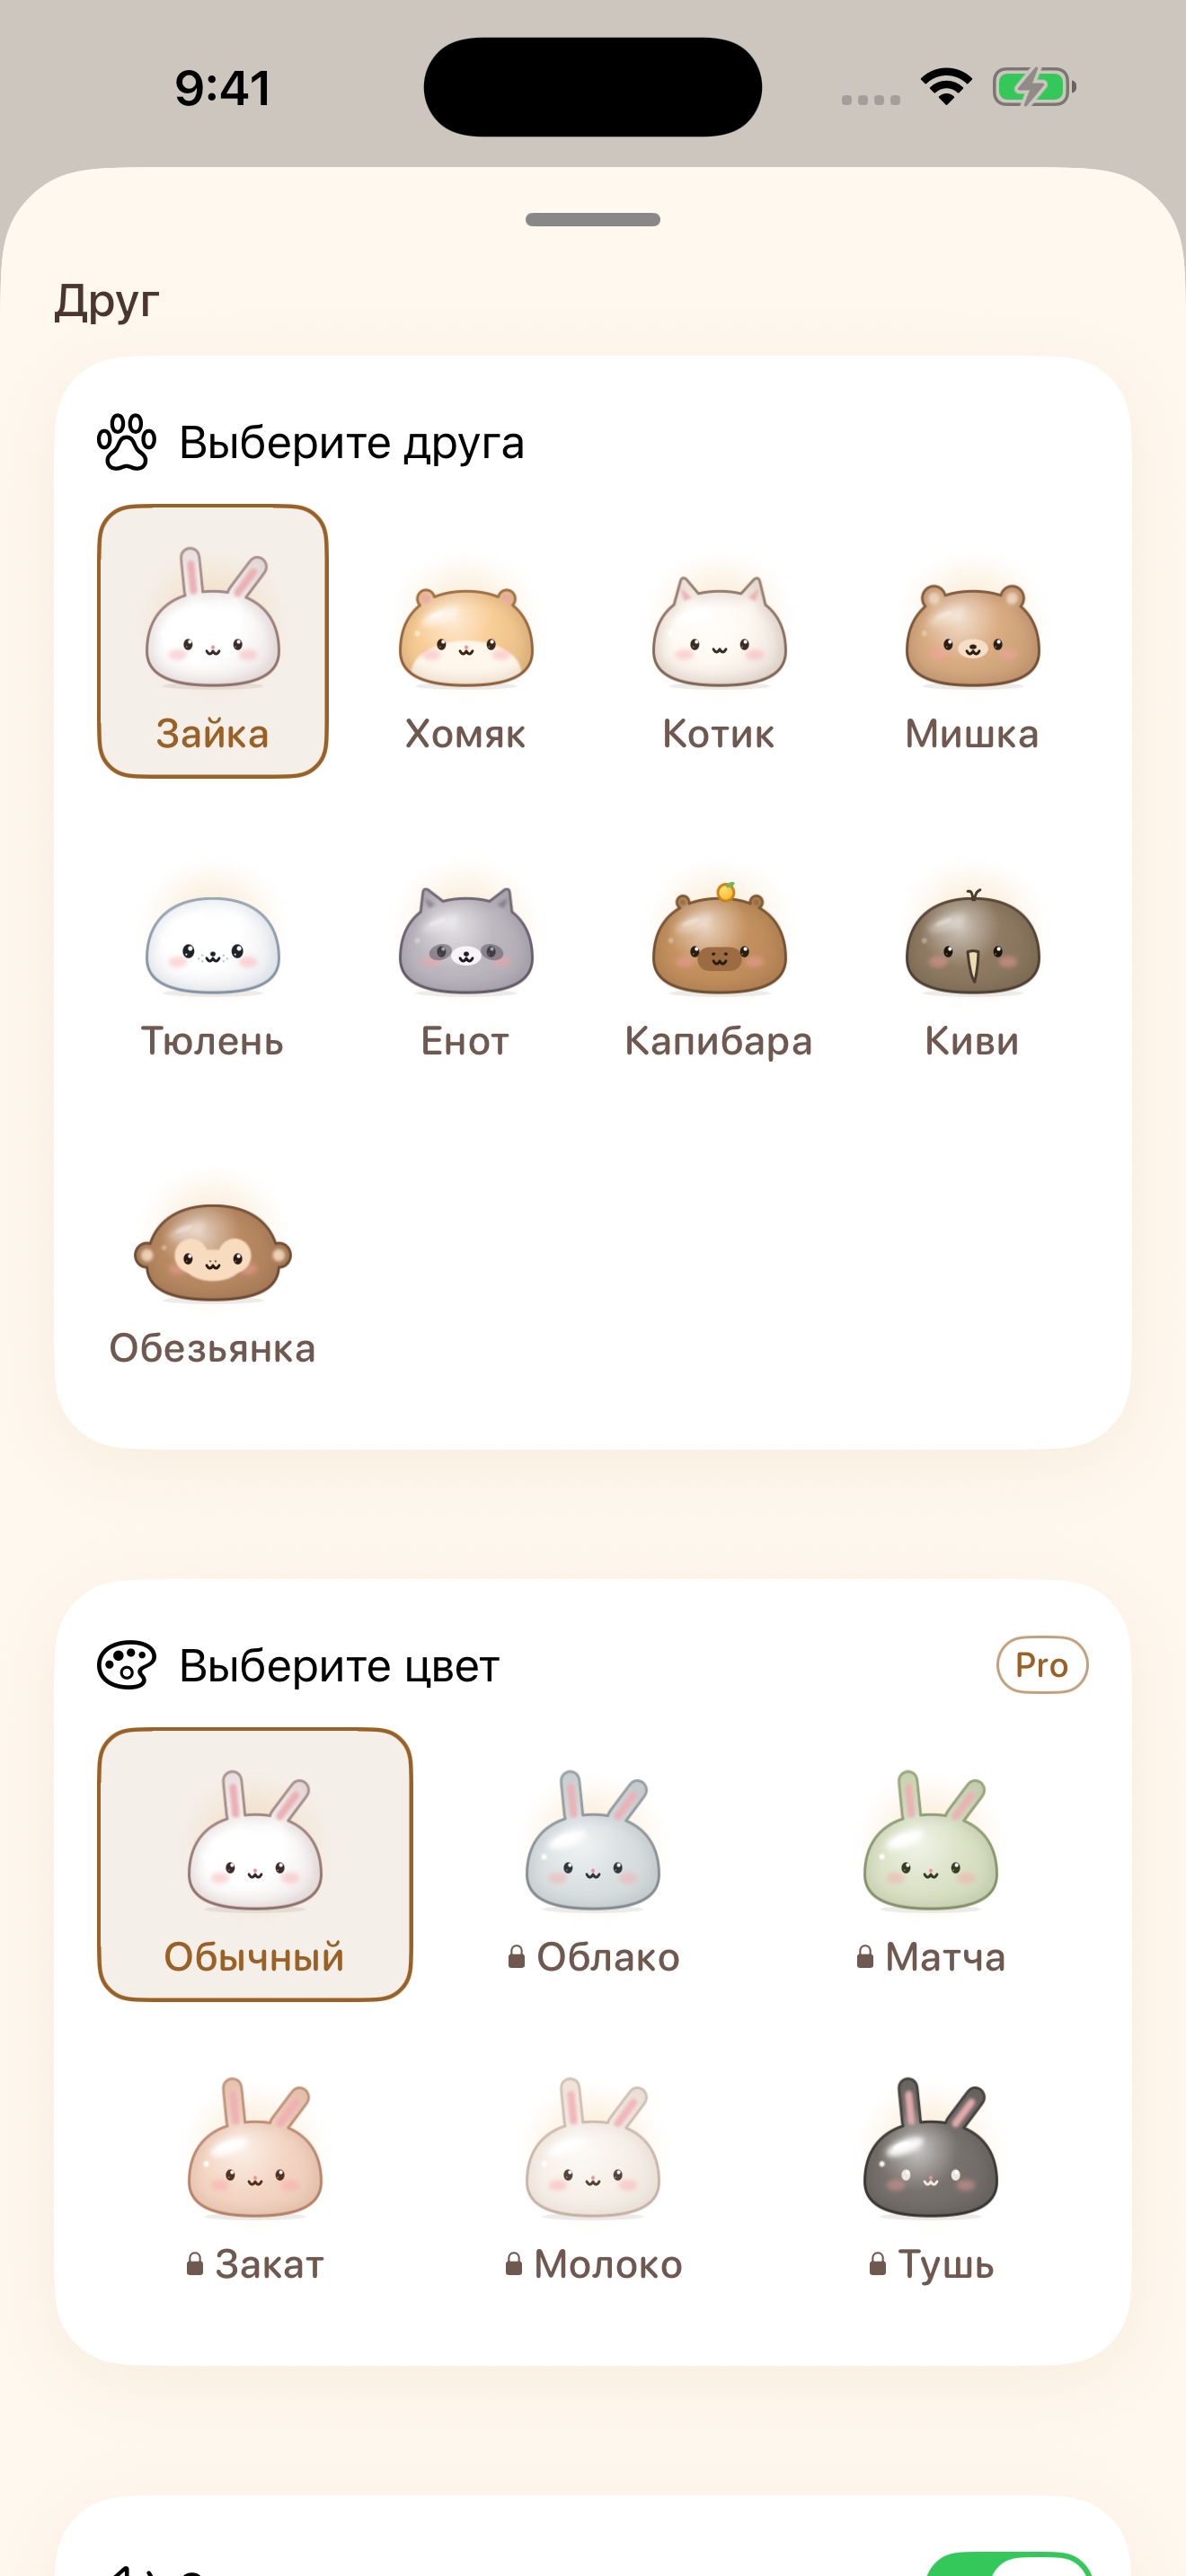 9:41
Друг
Выберите друга
Зайка Хомяк Котик Мишка
Тюлень Енот Капибара Киви
Обезьянка
Выберите цвет Pro
Обычный Облако Матча
Закат Молоко Тушь